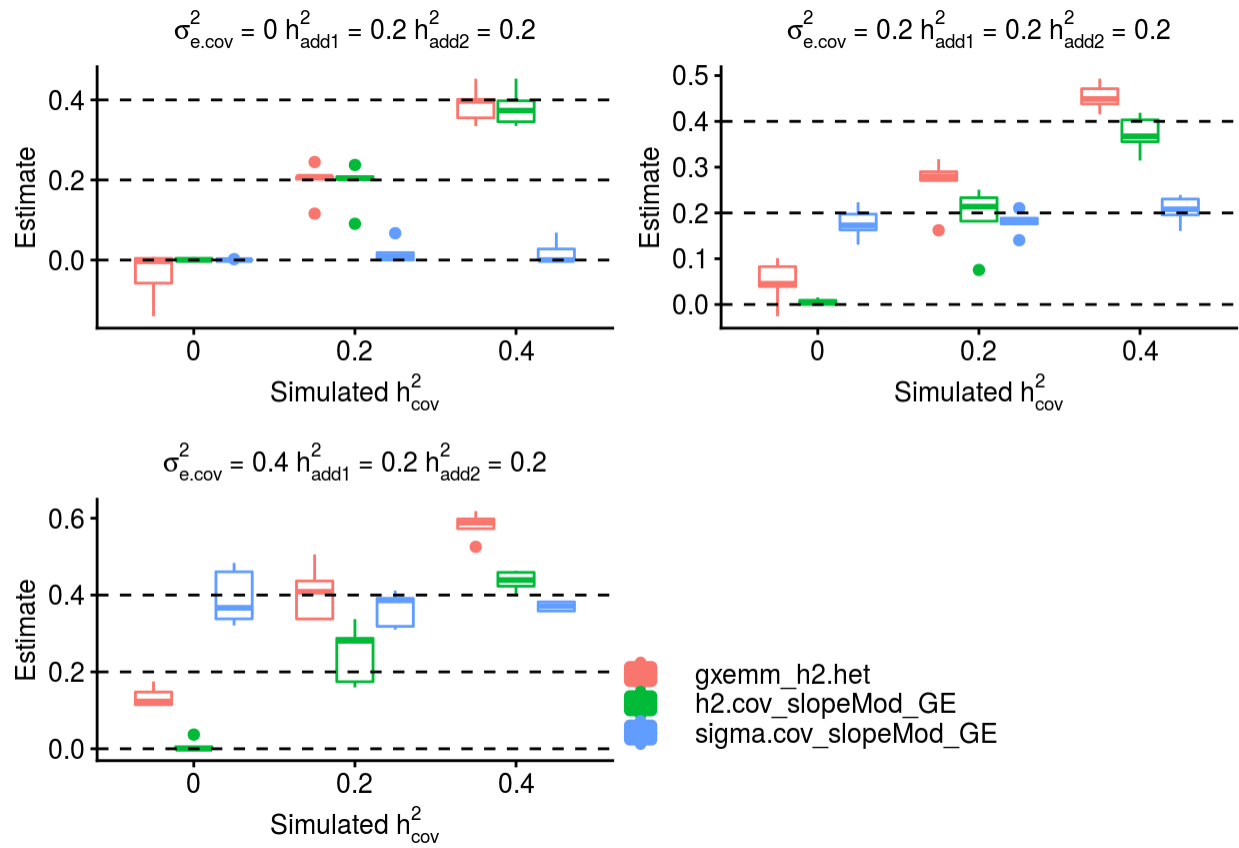 σ²e.cov = 0 h²add1 = 0.2 h²add2 = 0.2
0.4
0.2
0.0
Estimate
0 0.2 0.4
Simulated h²cov
σ²e.cov = 0.2 h²add1 = 0.2 h²add2 = 0.2
0.5
0.4
0.3
0.2
0.1
0.0
Estimate
0 0.2 0.4
Simulated h²cov
σ²e.cov = 0.4 h²add1 = 0.2 h²add2 = 0.2
0.6
0.4
0.2
0.0
Estimate
0 0.2 0.4
Simulated h²cov
gxemm_h2.het
h2.cov_slopeMod_GE
sigma.cov_slopeMod_GE